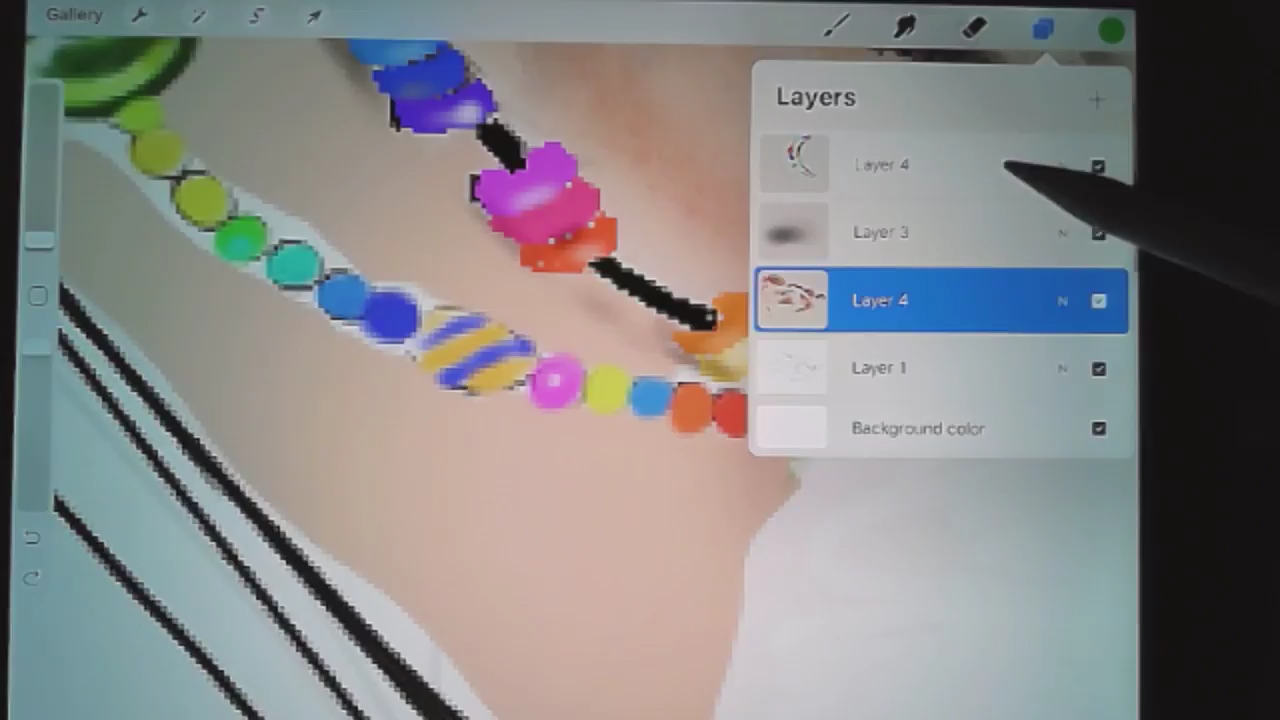 Gallery
Layers
Layer 4
Layer 3
Layer 4 N
Layer 1 N
Background color